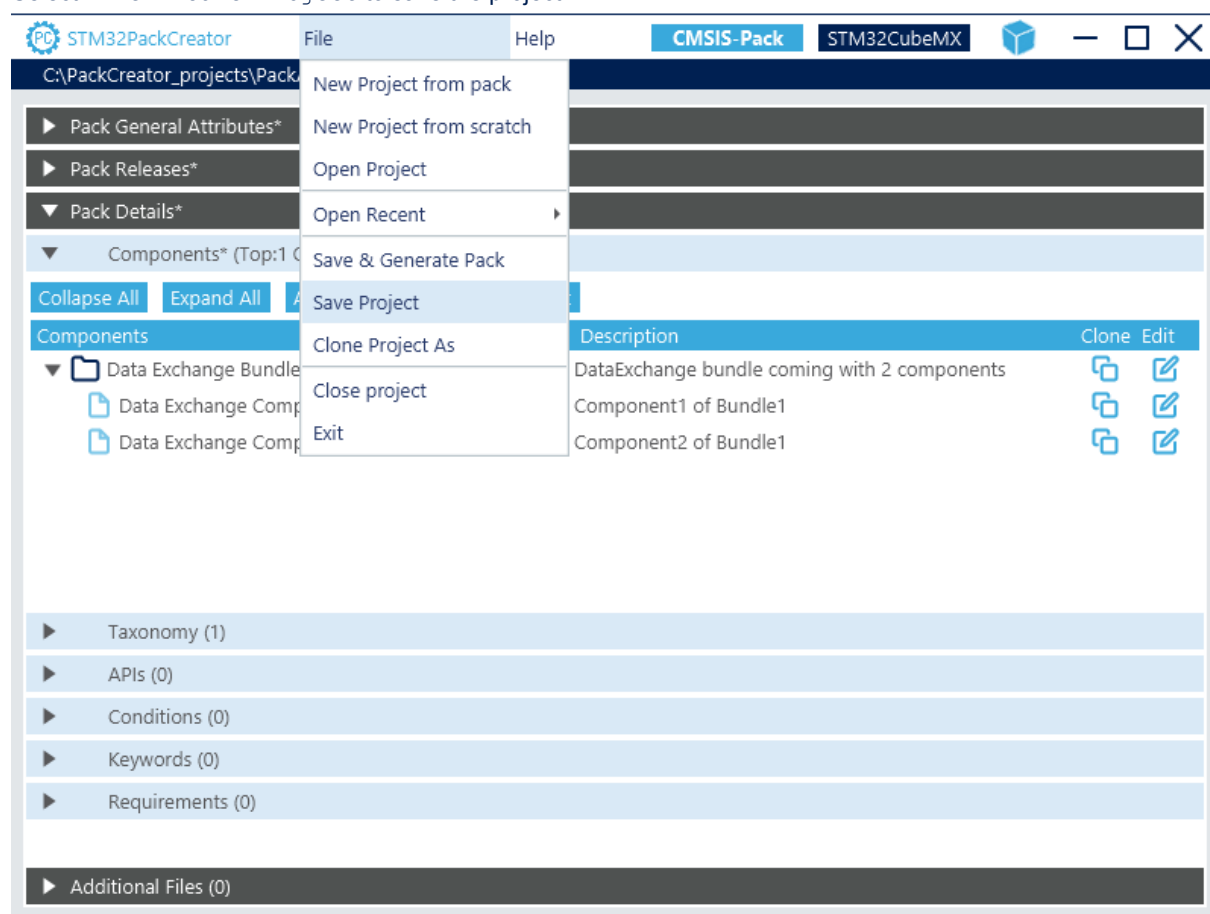 STM32PackCreator File Help CMSIS-Pack STM32CubeMX
C:\PackCreator_projects\Pack
New Project from pack
Pack General Attributes*
New Project from scratch
Pack Releases*
Open Project
Pack Details*
Open Recent
Components* (Top:1
Save & Generate Pack
Collapse All Expand All
Save Project
Components Description Clone Edit
Clone Project As
Data Exchange Bundle DataExchange bundle coming with 2 components
Close project
Data Exchange Comp Component1 of Bundle1
Exit
Data Exchange Comp Component2 of Bundle1
Taxonomy (1)
APIs (0)
Conditions (0)
Keywords (0)
Requirements (0)
Additional Files (0)